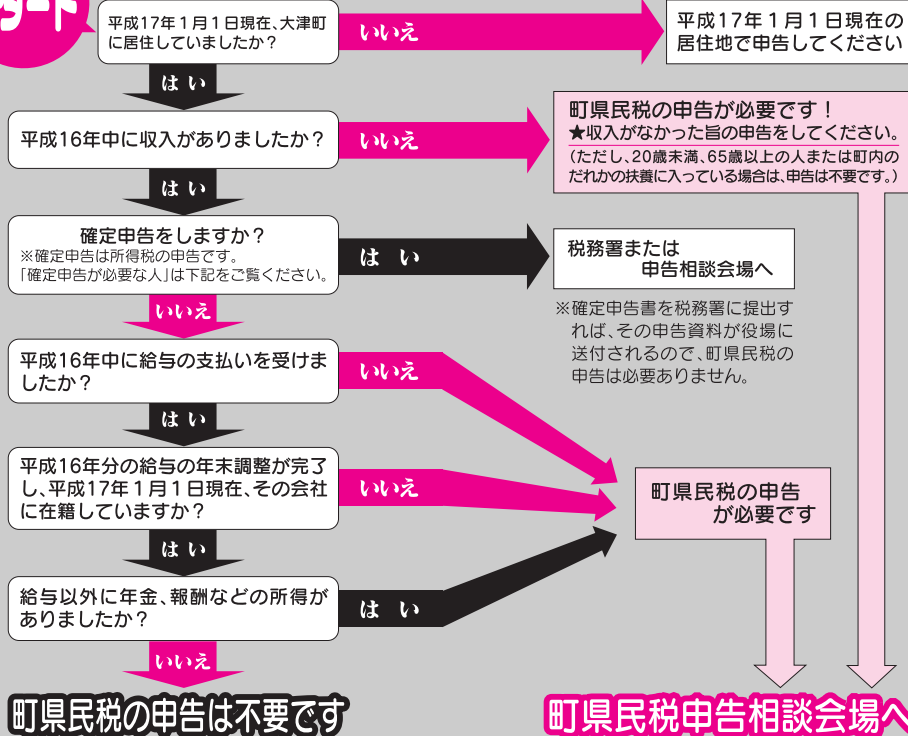 タート
平成17年1月1日現在、大津町
に居住していましたか？
いいえ
平成17年1月1日現在の
居住地で申告してください
はい
平成16年中に収入がありましたか？
いいえ
町県民税の申告が必要です！
★収入がなかった旨の申告をしてください。
（ただし、20歳未満、65歳以上の人または町内の
だれかの扶養に入っている場合は、申告は不要です。）
はい
確定申告をしますか？
※確定申告は所得税の申告です。
「確定申告が必要な人」は下記をご覧ください。
はい
税務署または
申告相談会場へ
※確定申告書を税務署に提出す
れば、その申告資料が役場に
送付されるので、町県民税の
申告は必要ありません。
いいえ
平成16年中に給与の支払いを受けま
したか？
いいえ
はい
平成16年分の給与の年末調整が完了
し、平成17年1月1日現在、その会社
に在籍していますか？
いいえ
町県民税の申告
が必要です
はい
給与以外に年金、報酬などの所得が
ありましたか？
はい
いいえ
町県民税の申告は不要です
町県民税申告相談会場へ